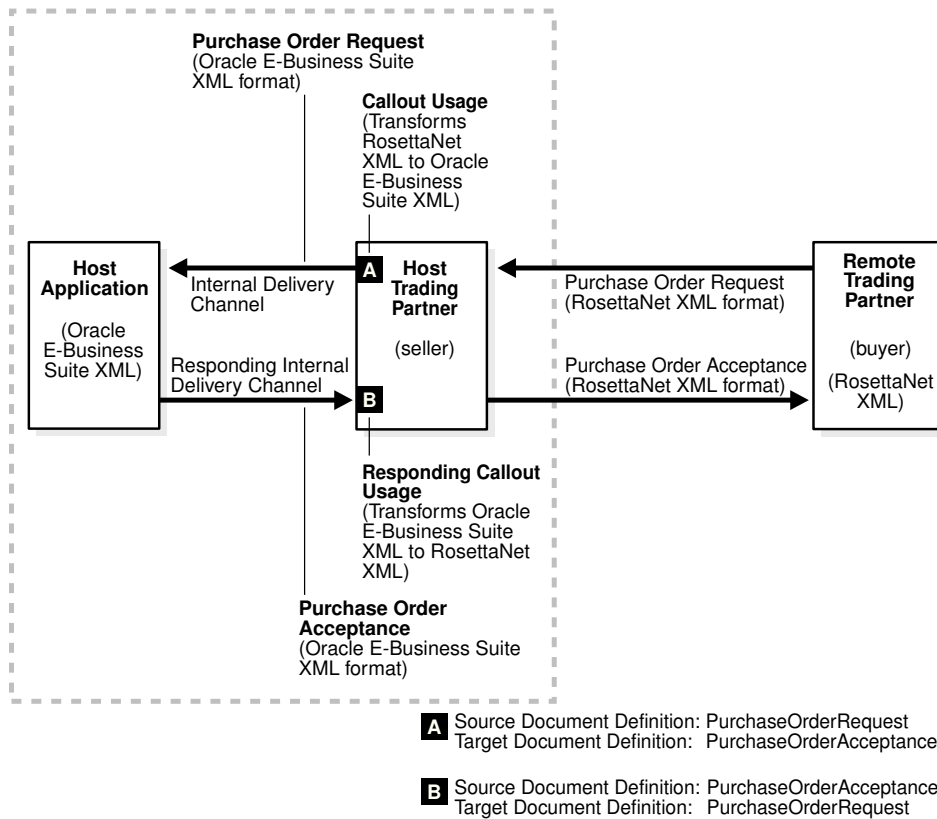 Purchase Order Request
(Oracle E-Business Suite
XML format)
Callout Usage
(Transforms
RosettaNet
XML to Oracle
E-Business
Suite XML)
Host
Application
(Oracle
E-Business
Suite XML)
Internal Delivery
Channel
Responding Internal
Delivery Channel
A
Host
Trading
Partner
(seller)
B
Purchase Order Request
(RosettaNet XML format)
Purchase Order Acceptance
(RosettaNet XML format)
Remote
Trading
Partner
(buyer)
(RosettaNet
XML)
Responding Callout
Usage
(Transforms Oracle
E-Business Suite
XML to RosettaNet
XML)
Purchase Order
Acceptance
(Oracle E-Business Suite
XML format)
A Source Document Definition: PurchaseOrderRequest
Target Document Definition: PurchaseOrderAcceptance
B Source Document Definition: PurchaseOrderAcceptance
Target Document Definition: PurchaseOrderRequest